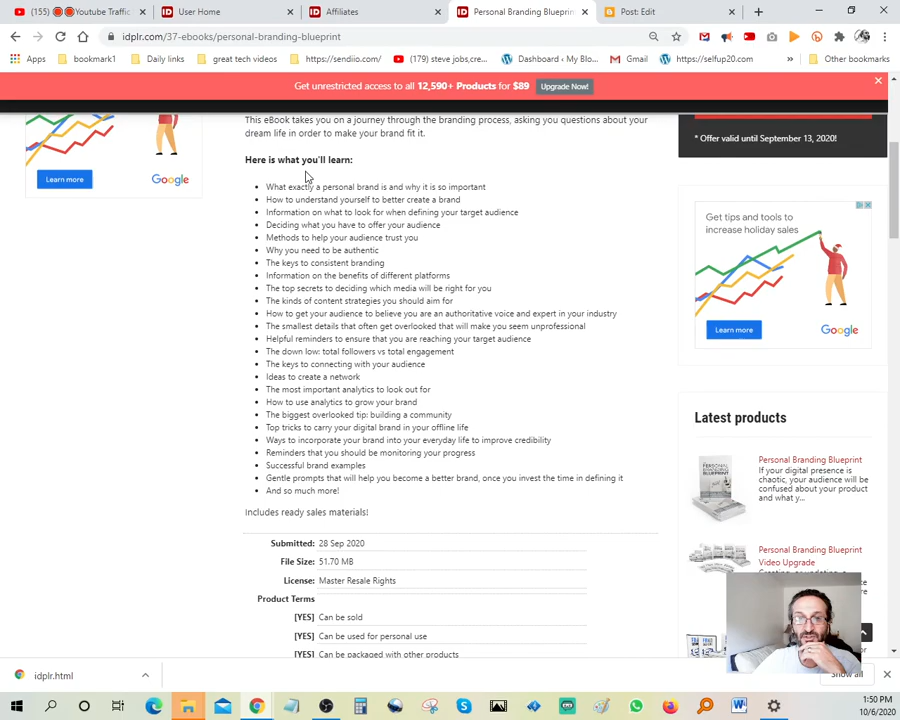 (155) Youtube Traffic
User Home
Affiliates
Personal Branding Blueprint
Post: Edit
idplr.com/37-ebooks/personal-branding-blueprint
Apps
bookmark1
Daily links
great tech videos
https://sendiio.com/
(179) steve jobs,cre...
Dashboard ‹ My Blo...
Gmail
https://selfup20.com
»
Other bookmarks
Get unrestricted access to all 12,590+ Products for $89
Upgrade Now!
This eBook takes you on a journey through the branding process, asking you questions about your
dream life in order to make your brand fit it.
Here is what you'll learn:
What exactly a personal brand is and why it is so important
How to understand yourself to better create a brand
Information on what to look for when defining your target audience
Deciding what you have to offer your audience
Methods to help your audience trust you
Why you need to be authentic
The keys to consistent branding
Information on the benefits of different platforms
The top secrets to deciding which media will be right for you
The kinds of content strategies you should aim for
How to get your audience to believe you are an authoritative voice and expert in your industry
The smallest details that often get overlooked that will make you seem unprofessional
Helpful reminders to ensure that you are reaching your target audience
The down low: total followers vs total engagement
The keys to connecting with your audience
Ideas to create a network
The most important analytics to look out for
How to use analytics to grow your brand
The biggest overlooked tip: building a community
Top tricks to carry your digital brand in your offline life
Ways to incorporate your brand into your everyday life to improve credibility
Reminders that you should be monitoring your progress
Successful brand examples
Gentle prompts that will help you become a better brand, once you invest the time in defining it
And so much more!
Includes ready sales materials!
Submitted: 28 Sep 2020
File Size: 51.70 MB
License: Master Resale Rights
Product Terms
[YES] Can be sold
[YES] Can be used for personal use
[YES] Can be packaged with other products
Learn more
Google
* Offer valid until September 13, 2020!
Get tips and tools to
increase holiday sales
Learn more
Google
Latest products
Personal Branding Blueprint
If your digital presence is
chaotic, your audience will be
confused about your product
and what y...
Personal Branding Blueprint
Video Upgrade
idplr.html
Show all
1:50 PM
10/6/2020